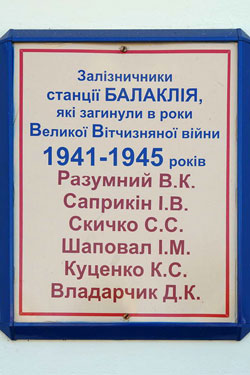 Залізничники
станції БАЛАКЛІЯ,
які загинули в роки
Великої Вітчизняної війни
1941-1945 років
Разумний В.К.
Саприкін І.В.
Скичко С.С.
Шаповал І.М.
Куценко К.С.
Владарчик Д.К.